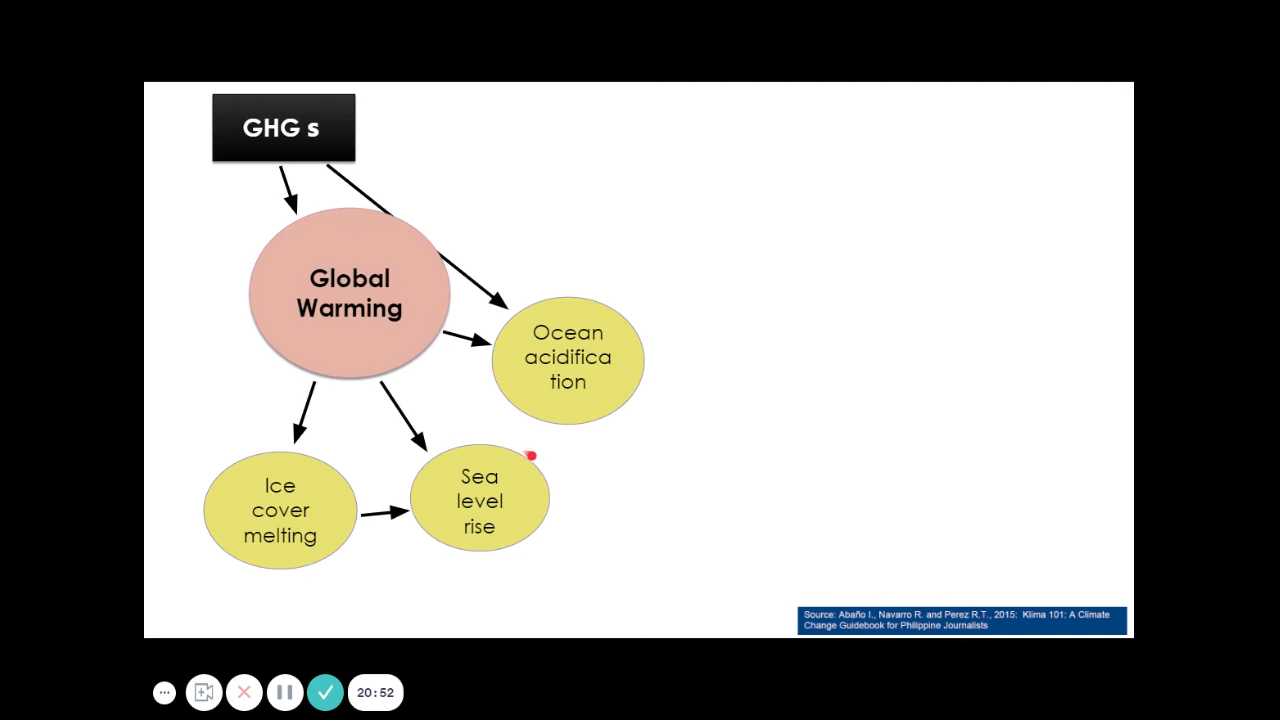 GHG s
Global
Warming
Ocean
acidifica
tion
Ice
cover
melting
Sea
level
rise
Source: Abaño I., Navarro R. and Perez R.T., 2015: Klima 101: A Climate
Change Guidebook for Philippine Journalists
20:52